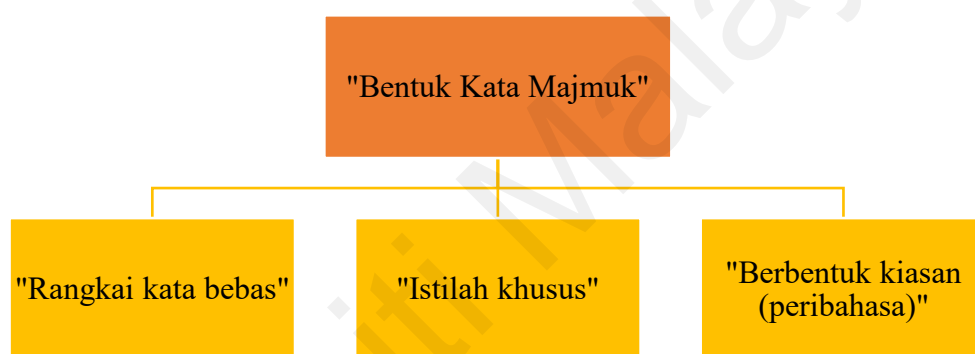 "Bentuk Kata Majmuk"
"Rangkai kata bebas"
"Istilah khusus"
"Berbentuk kiasan
(peribahasa)"